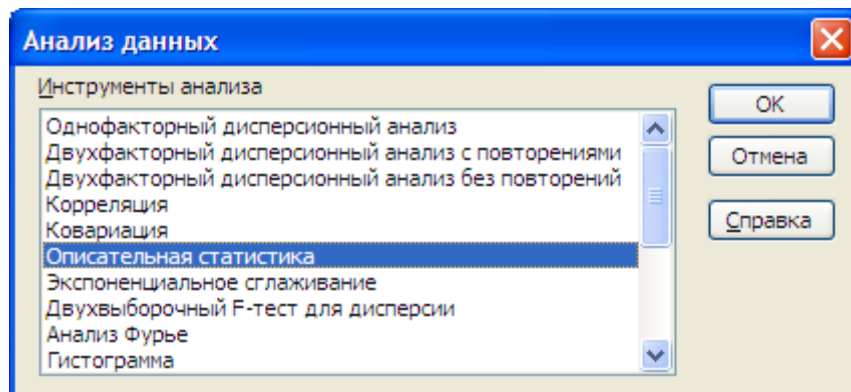 Анализ данных
Инструменты анализа
Однофакторный дисперсионный анализ
Двухфакторный дисперсионный анализ с повторениями
Двухфакторный дисперсионный анализ без повторений
Корреляция
Ковариация
Описательная статистика
Экспоненциальное сглаживание
Двухвыборочный F-тест для дисперсии
Анализ Фурье
Гистограмма
ОК
Отмена
Справка